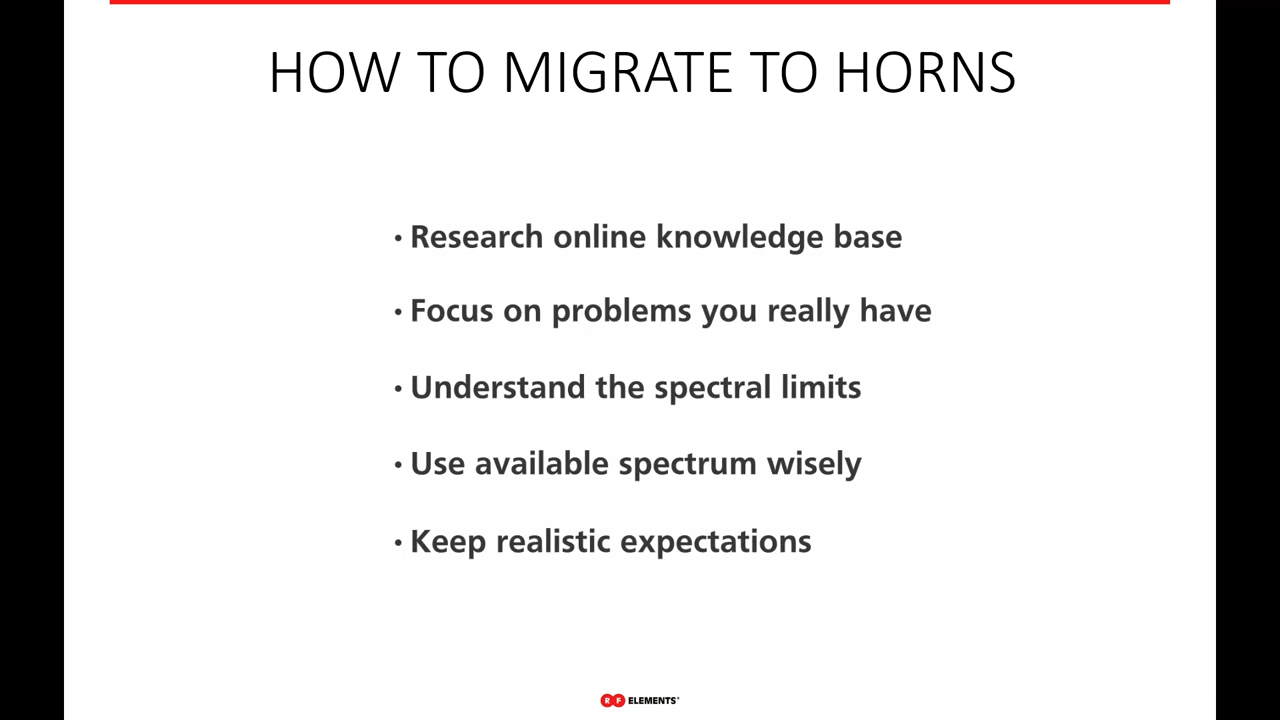 HOW TO MIGRATE TO HORNS
• Research online knowledge base
• Focus on problems you really have
• Understand the spectral limits
• Use available spectrum wisely
• Keep realistic expectations
RF ELEMENTS®